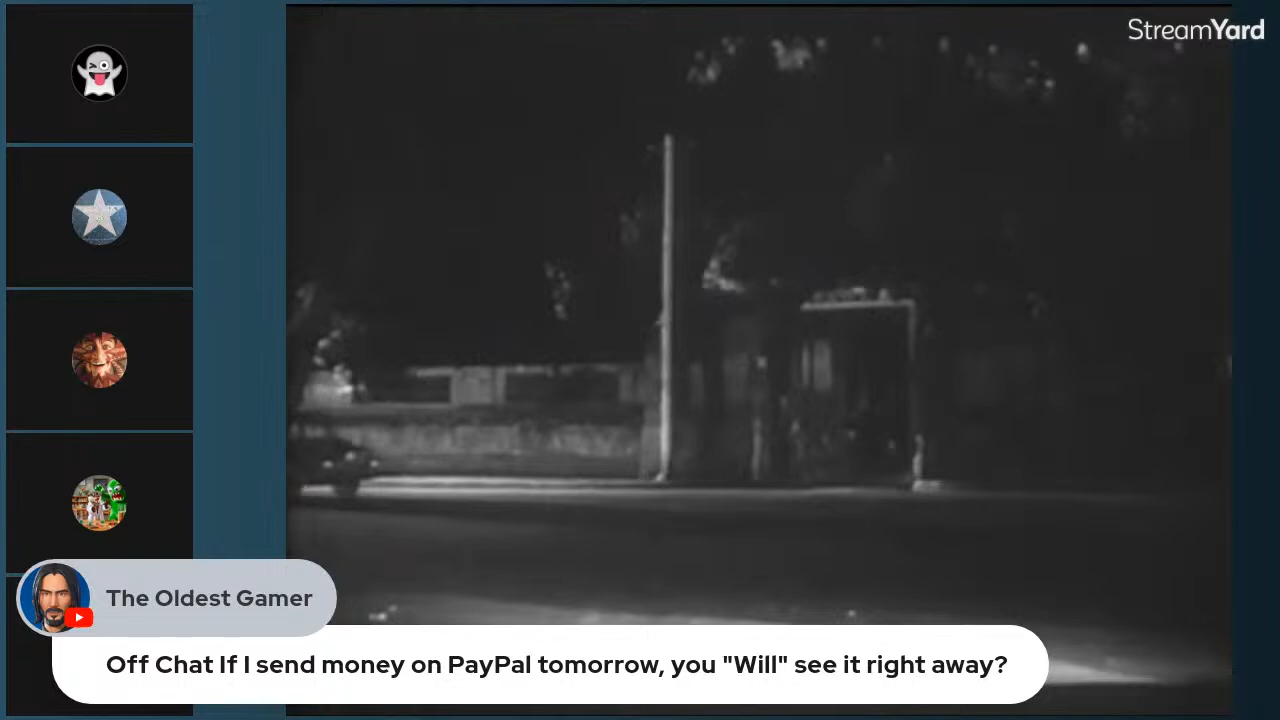 StreamYard
The Oldest Gamer
Off Chat If I send money on PayPal tomorrow, you "Will" see it right away?